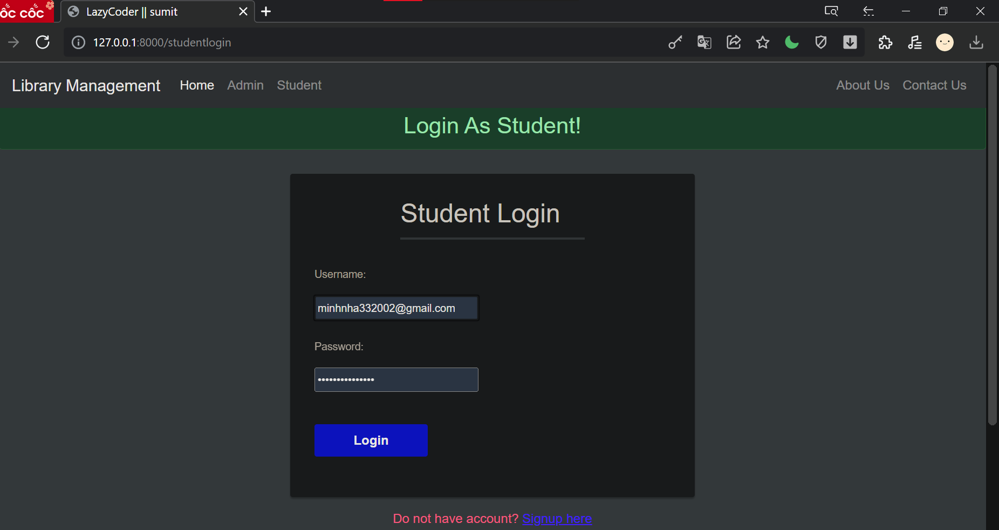 ốc cốc
LazyCoder || sumit
127.0.0.1:8000/studentlogin
Library Management Home Admin Student About Us Contact Us
Login As Student!
Student Login
Username:
minhnha332002@gmail.com
Password:
•••••••••••••••
Login
Do not have account? Signup here